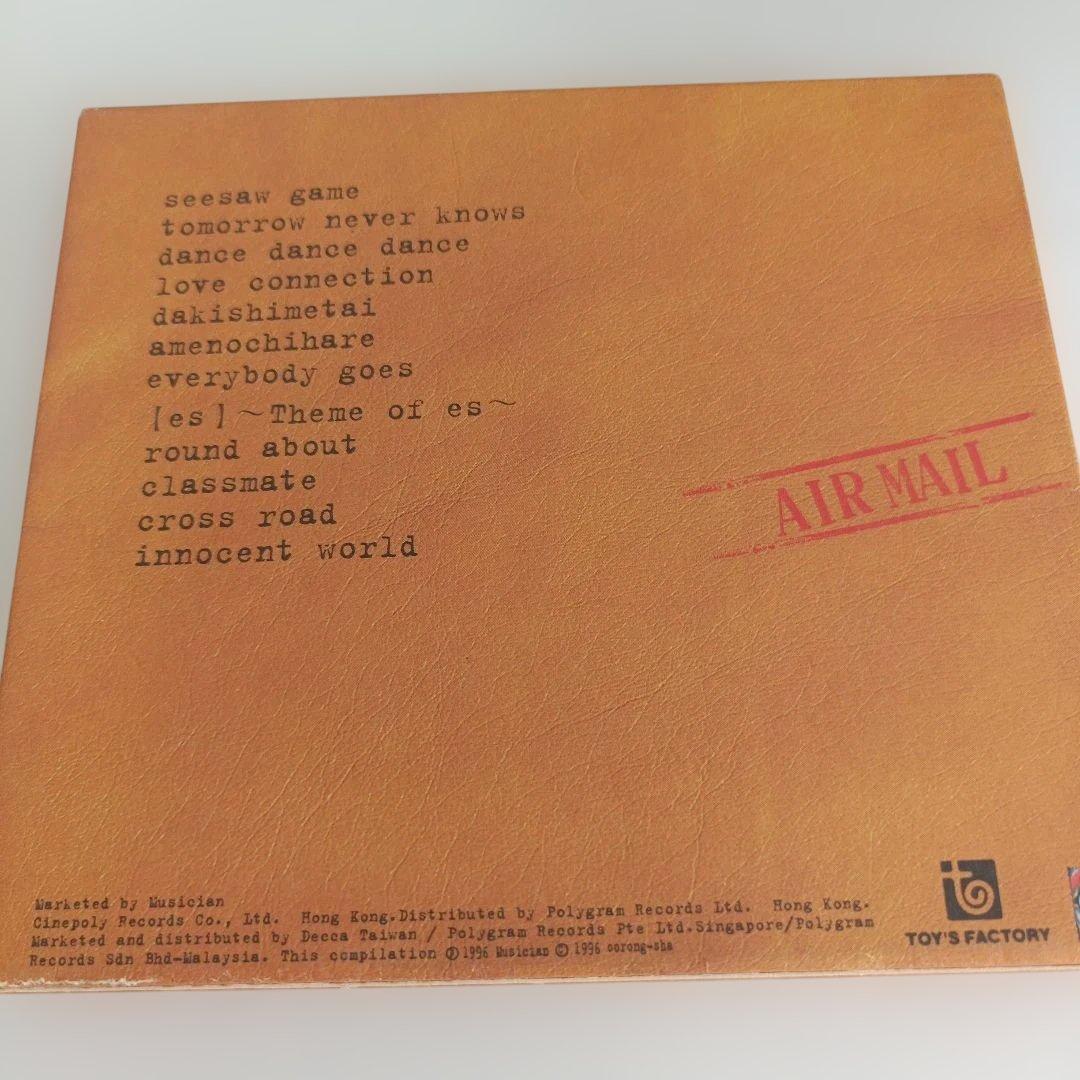 seesaw game
tomorrow never knows
dance dance dance
love connection
dakishimetai
amenochihare
everybody goes
[es]~Theme of es~
round about
classmate
cross road
innocent world
AIR MAIL
Marketed by Musician
Cinepoly Records Co., Ltd. Hong Kong.Distributed by Polygram Records Ltd. Hong Kong.
Marketed and distributed by Decca Taiwan / Polygram Records Pte Ltd.Singapore/Polygram
Records Sdn Bhd-Malaysia. This compilation ℗1996 Musician © 1996 oorong-sha
TOY'S FACTORY